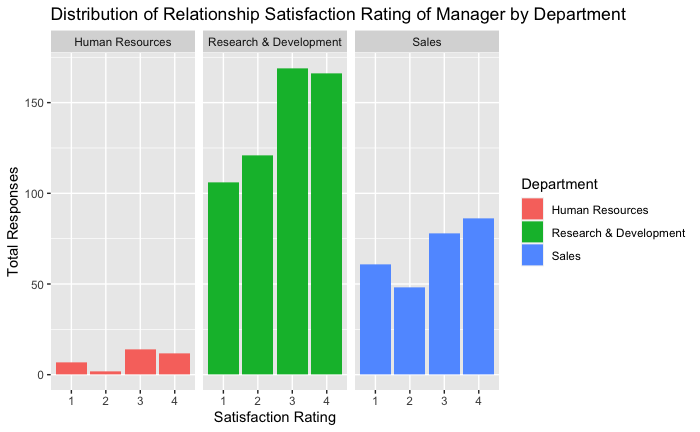 Distribution of Relationship Satisfaction Rating of Manager by Department
Human Resources
Research & Development
Sales
150
100
50
0
Total Responses
1 2 3 4
1 2 3 4
1 2 3 4
Satisfaction Rating
Department
Human Resources
Research & Development
Sales